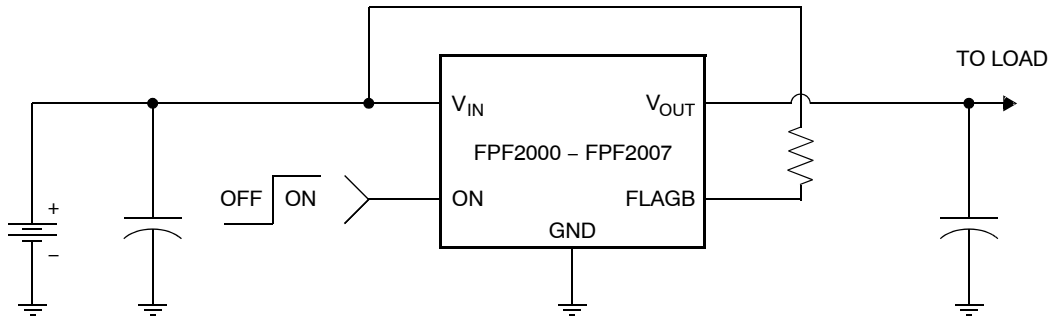 TO LOAD
VIN
VOUT
FPF2000 – FPF2007
OFF
ON
ON
FLAGB
GND
+
–